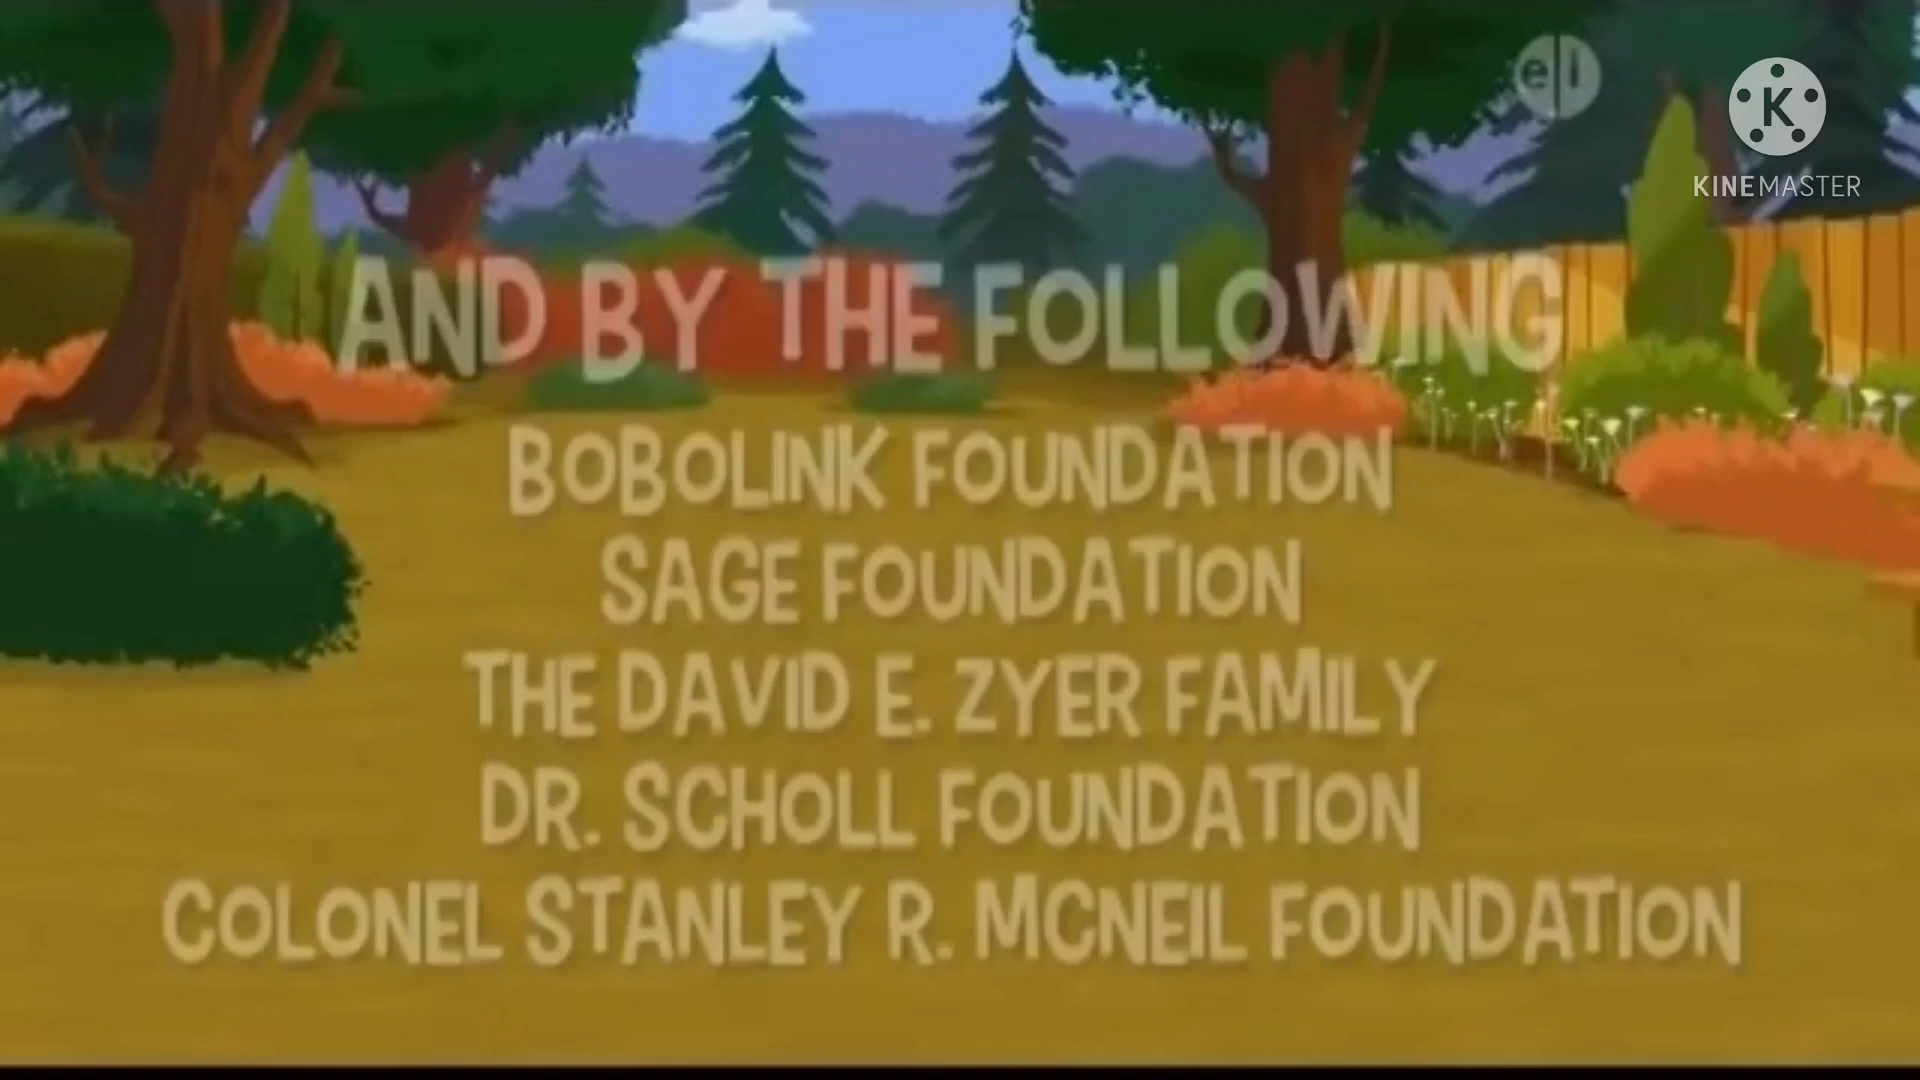 e|i
K
KINEMASTER
AND BY THE FOLLOWING
BOBOLINK FOUNDATION
SAGE FOUNDATION
THE DAVID E. ZYER FAMILY
DR. SCHOLL FOUNDATION
COLONEL STANLEY R. MCNEIL FOUNDATION